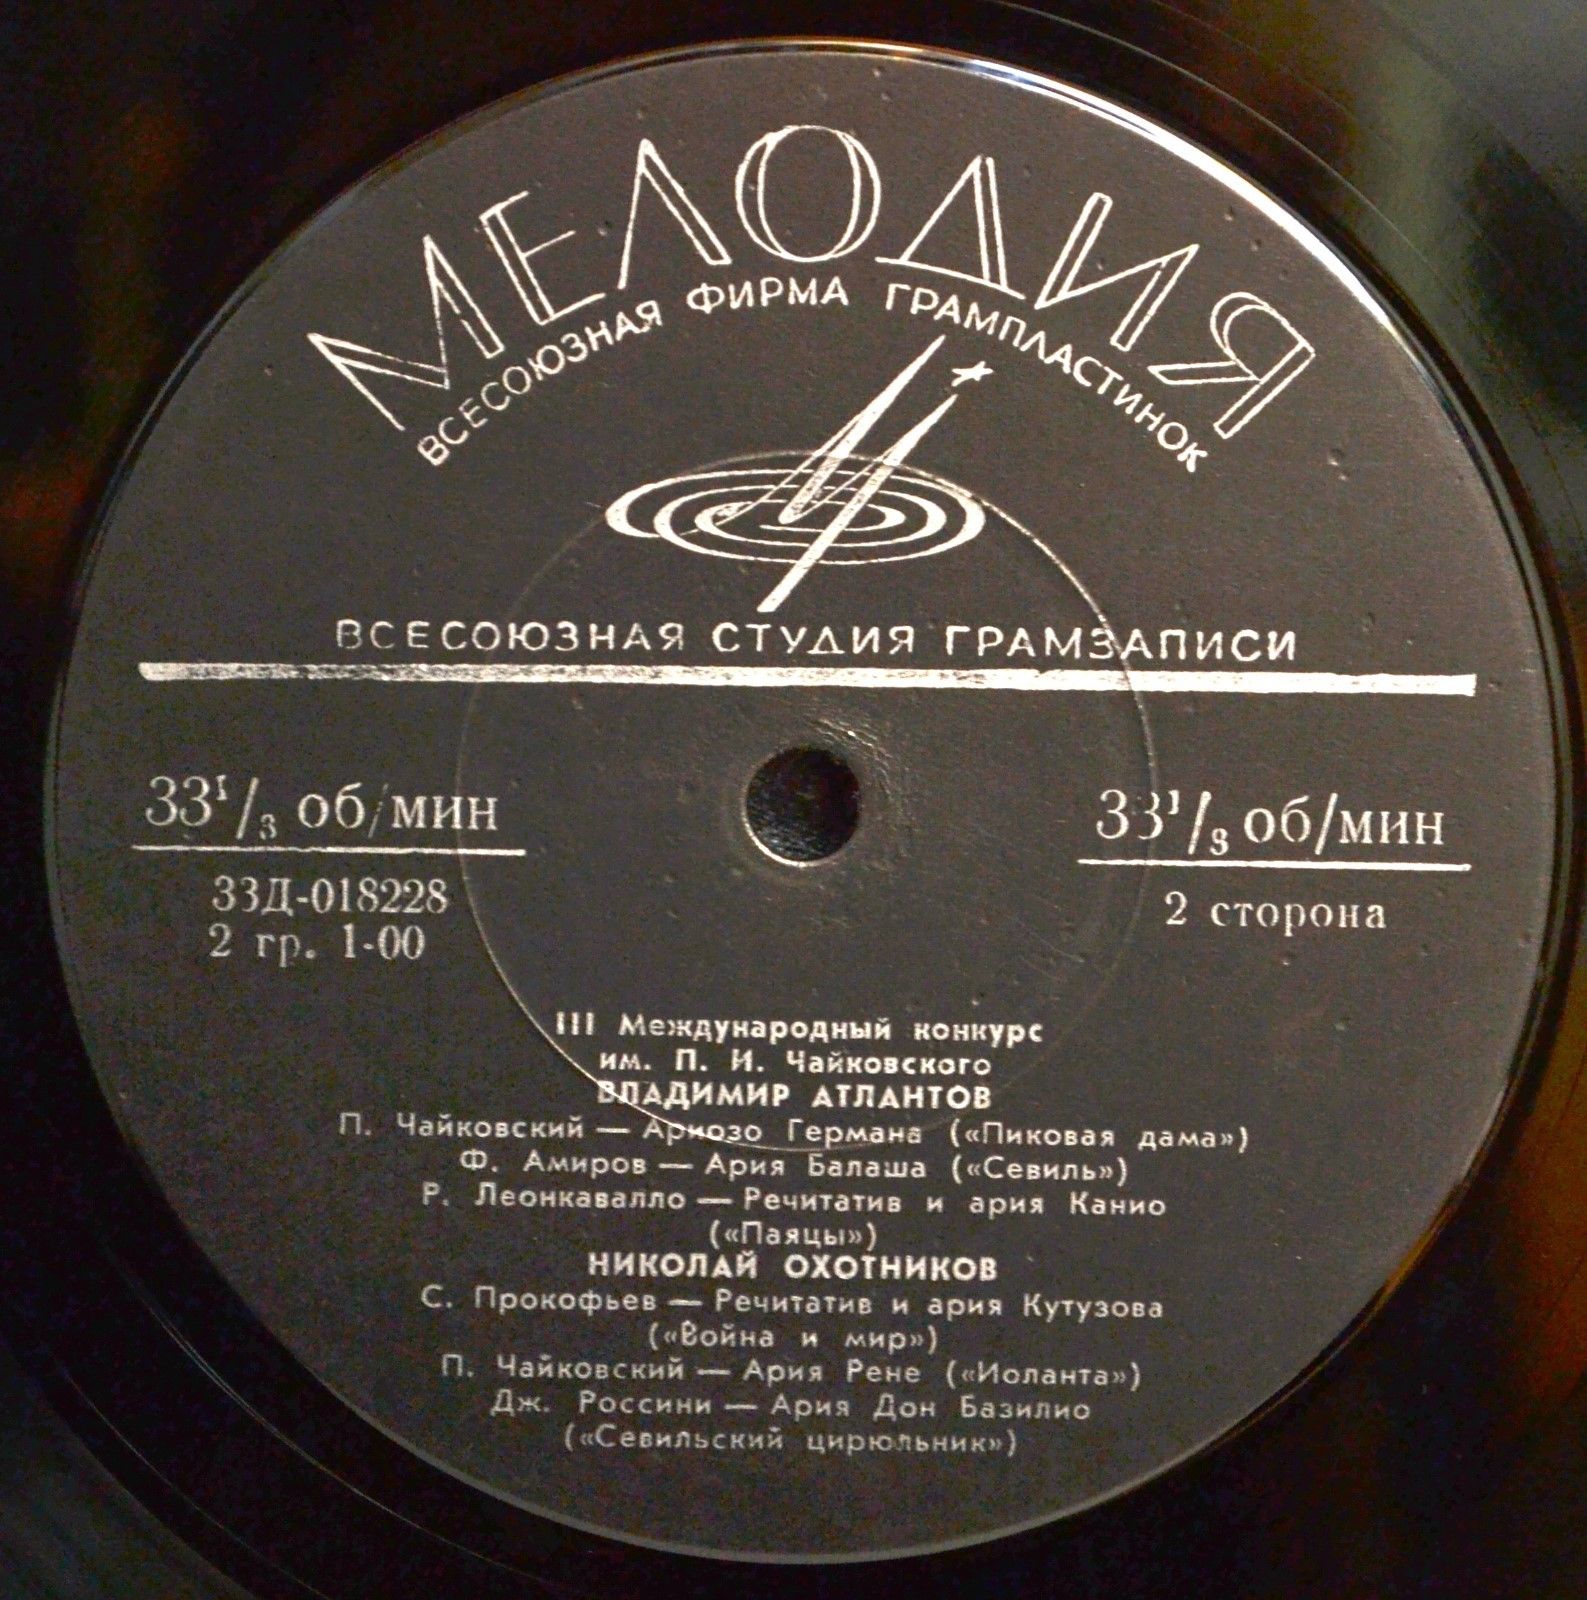 МЕЛОДИЯ
ВСЕСОЮЗНАЯ ФИРМА ГРАМПЛАСТИНОК
ВСЕСОЮЗНАЯ СТУДИЯ ГРАМЗАПИСИ
33 1/3 об/мин
33Д-018228
2 гр. 1-00
33 1/3 об/мин
2 сторона
III Международный конкурс
им. П. И. Чайковского
ВЛАДИМИР АТЛАНТОВ
П. Чайковский — Ариозо Германа («Пиковая дама»)
Ф. Амиров — Ария Балаша («Севиль»)
Р. Леонкавалло — Речитатив и ария Канио
(«Паяцы»)
НИКОЛАЙ ОХОТНИКОВ
С. Прокофьев — Речитатив и ария Кутузова
(«Война и мир»)
П. Чайковский — Ария Рене («Иоланта»)
Дж. Россини — Ария Дон Базилио
(«Севильский цирюльник»)